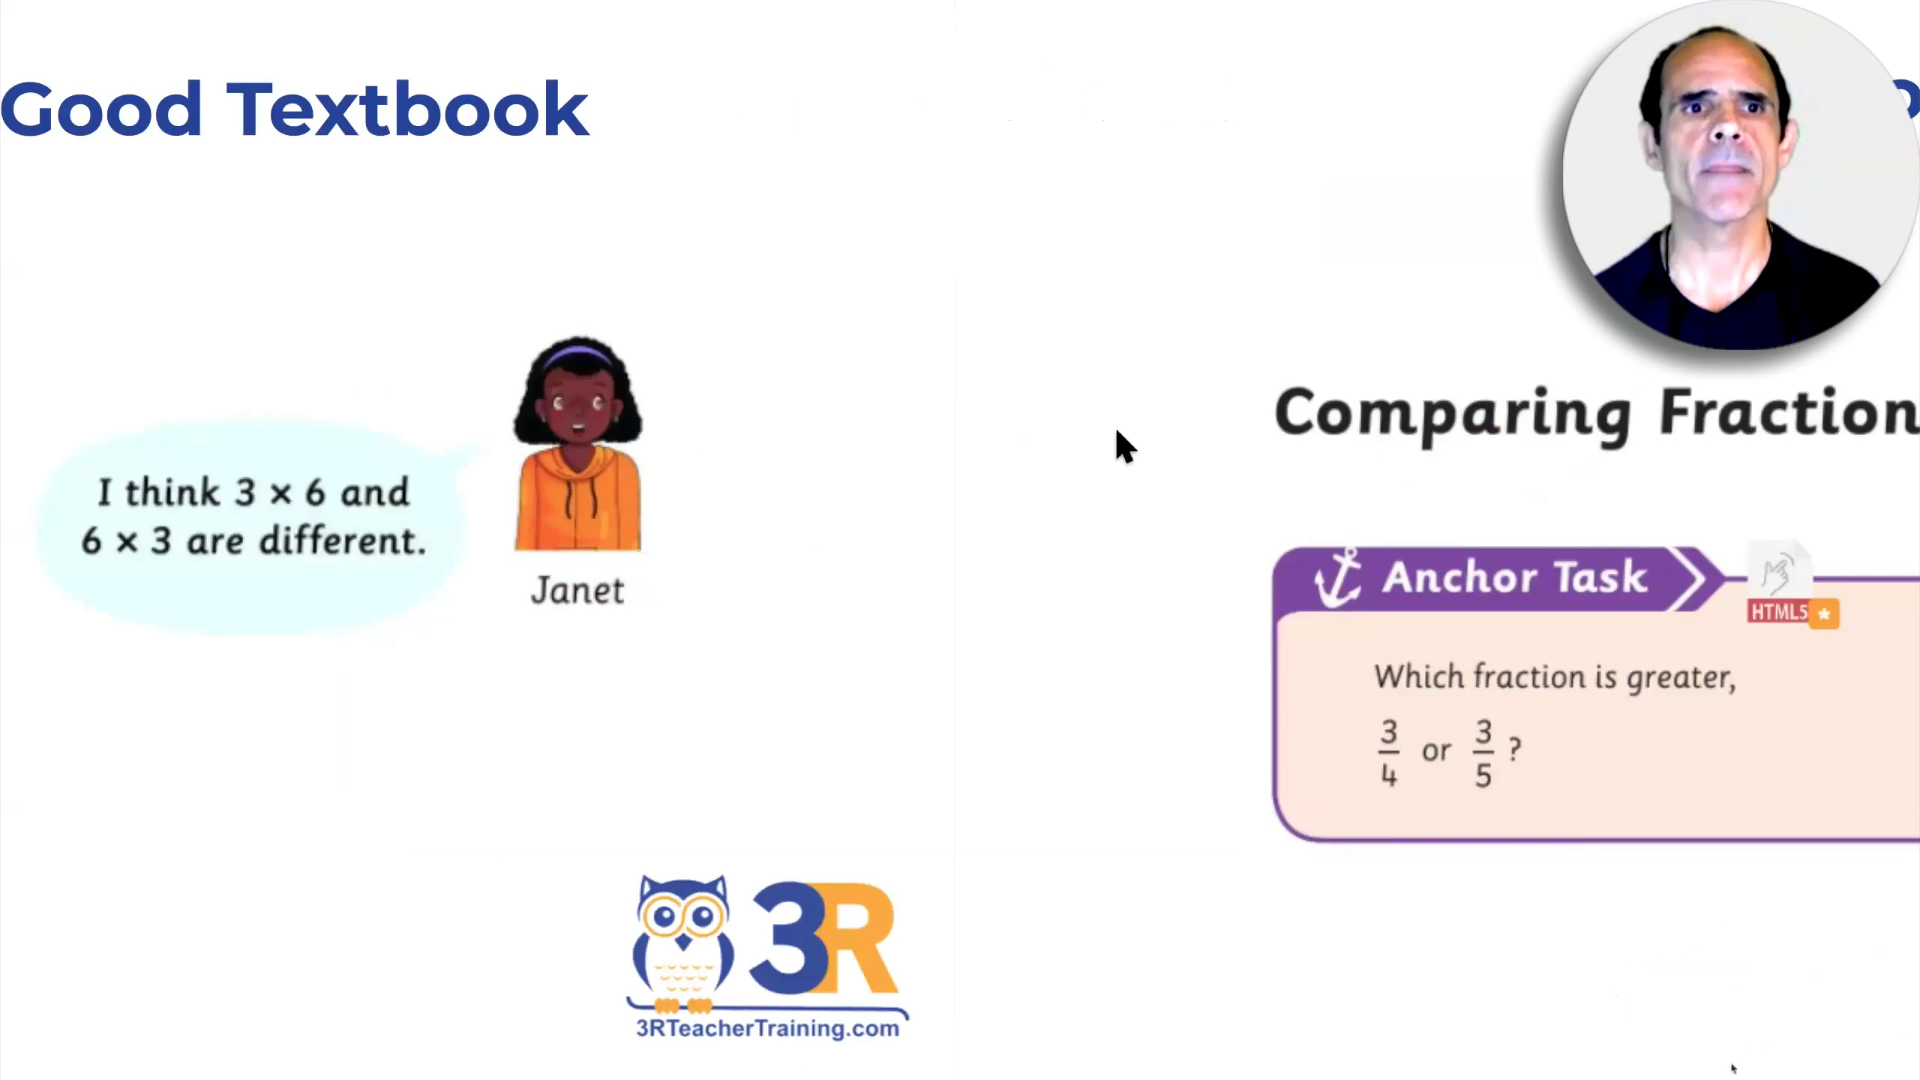 Good Textbook
I think 3 × 6 and
6 × 3 are different.
Janet
Comparing Fraction
Anchor Task
HTML5
Which fraction is greater,
3/4 or 3/5 ?
3R
3RTeacherTraining.com